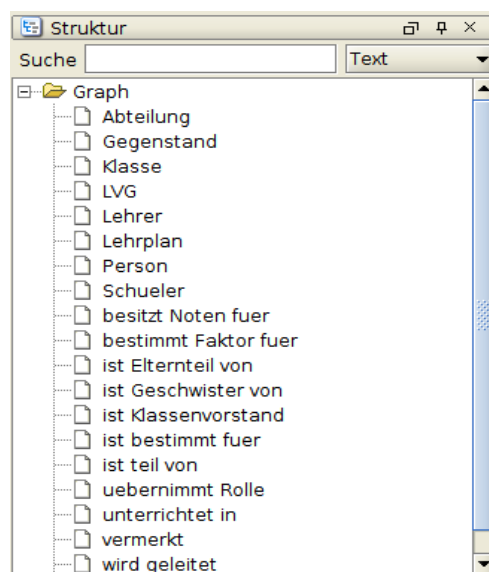 Struktur
Suche Text
Graph
Abteilung
Gegenstand
Klasse
LVG
Lehrer
Lehrplan
Person
Schueler
besitzt Noten fuer
bestimmt Faktor fuer
ist Elternteil von
ist Geschwister von
ist Klassenvorstand
ist bestimmt fuer
ist teil von
uebernimmt Rolle
unterrichtet in
vermerkt
wird geleitet